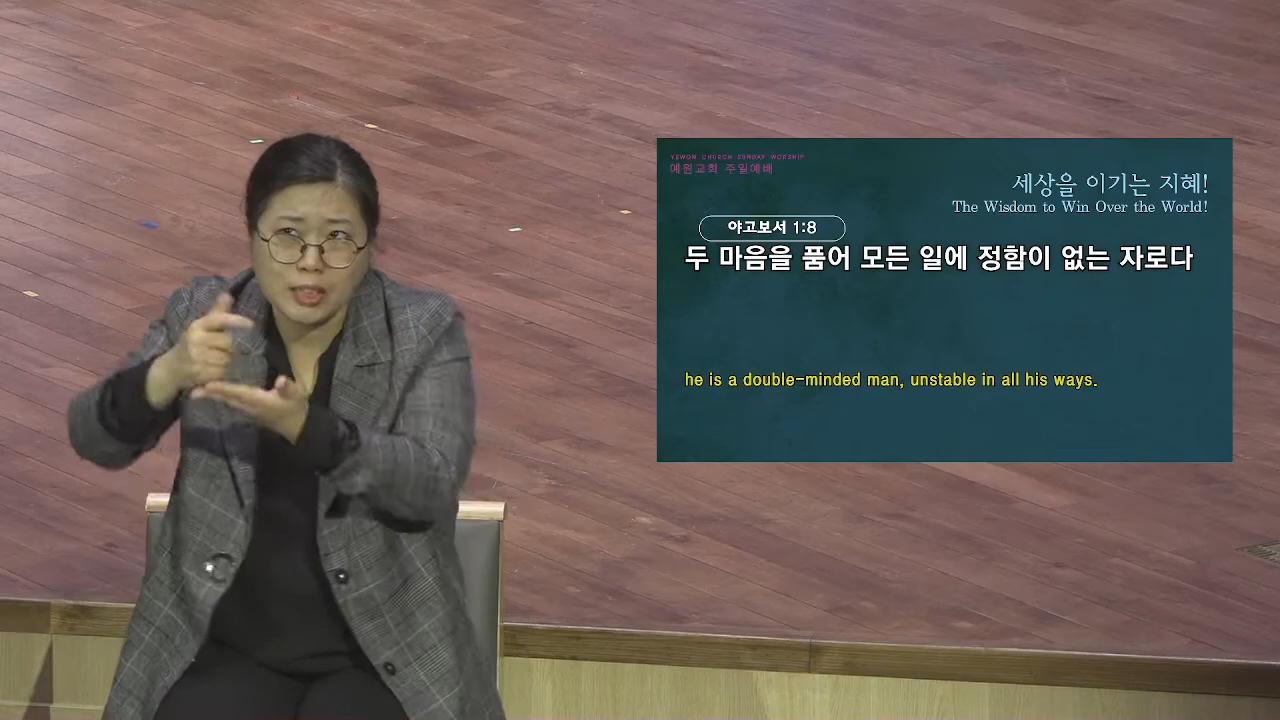 YEWON CHURCH SUNDAY WORSHIP
예원교회 주일예배
세상을 이기는 지혜!
The Wisdom to Win Over the World!
야고보서 1:8
두 마음을 품어 모든 일에 정함이 없는 자로다
he is a double-minded man, unstable in all his ways.